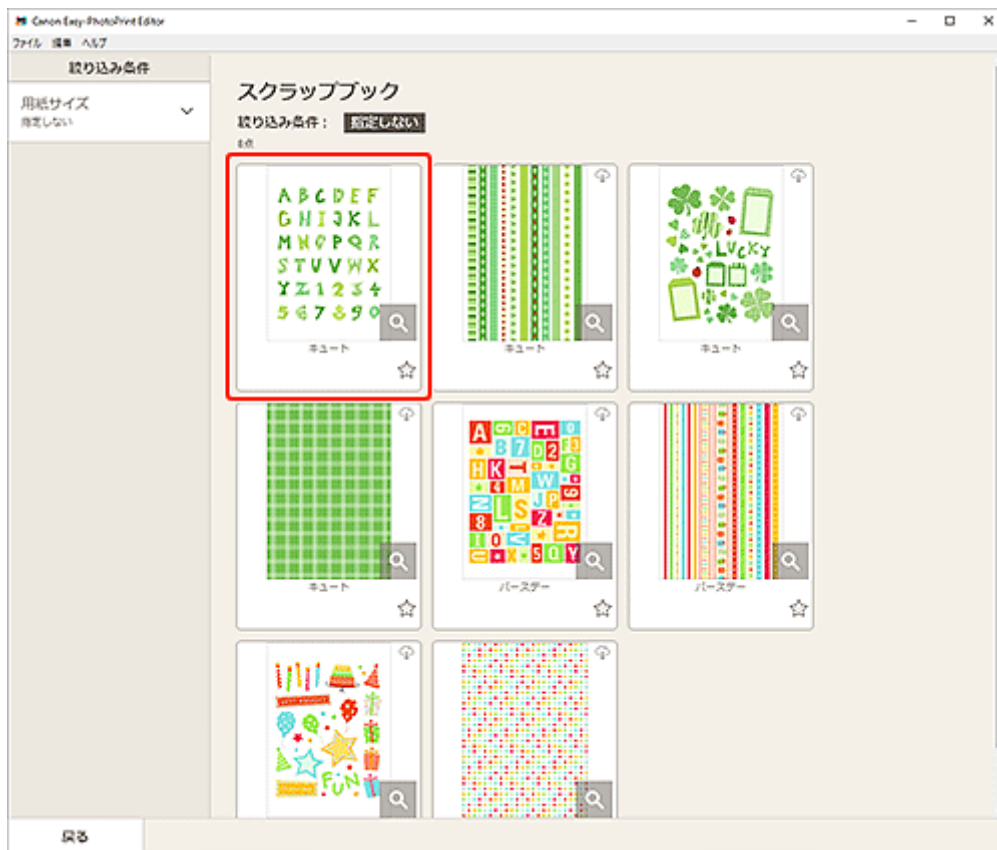 Canon Easy-PhotoPrint Editor
ファイル 編集 ヘルプ
絞り込み条件
用紙サイズ
指定しない
スクラップブック
絞り込み条件： 指定しない
8点
A B C D E F
G H I J K L
M N O P Q R
S T U V W X
Y Z 1 2 3 4
5 6 7 8 9 0
キュート
キュート
LUCKY
キュート
キュート
バースデー
バースデー
FUN
戻る